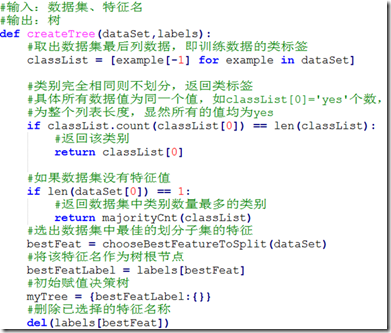 #输入：数据集、特征名
#输出：树
def createTree(dataSet,labels):
#取出数据集最后列数据，即训练数据的类标签
classList = [example[-1] for example in dataSet]
#类别完全相同则不划分，返回类标签
#具体所有数据值为同一个值，如classList[0]='yes'个数，
#为整个列表长度，显然所有的值均为yes
if classList.count(classList[0]) == len(classList):
#返回该类别
return classList[0]
#如果数据集没有特征值
if len(dataSet[0]) == 1:
#返回数据集中类别数量最多的类别
return majorityCnt(classList)
#选出数据集中最佳的划分子集的特征
bestFeat = chooseBestFeatureToSplit(dataSet)
#将该特征名作为树根节点
bestFeatLabel = labels[bestFeat]
#初始赋值决策树
myTree = {bestFeatLabel:{}}
#删除已选择的特征名称
del(labels[bestFeat])